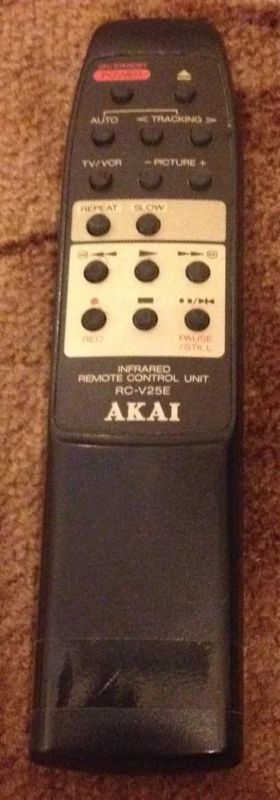 ON/STANDBY
POWER
AUTO < TRACKING >
TV/VCR − PICTURE +
REPEAT SLOW
REC PAUSE
/STILL
INFRARED
REMOTE CONTROL UNIT
RC-V25E
AKAI